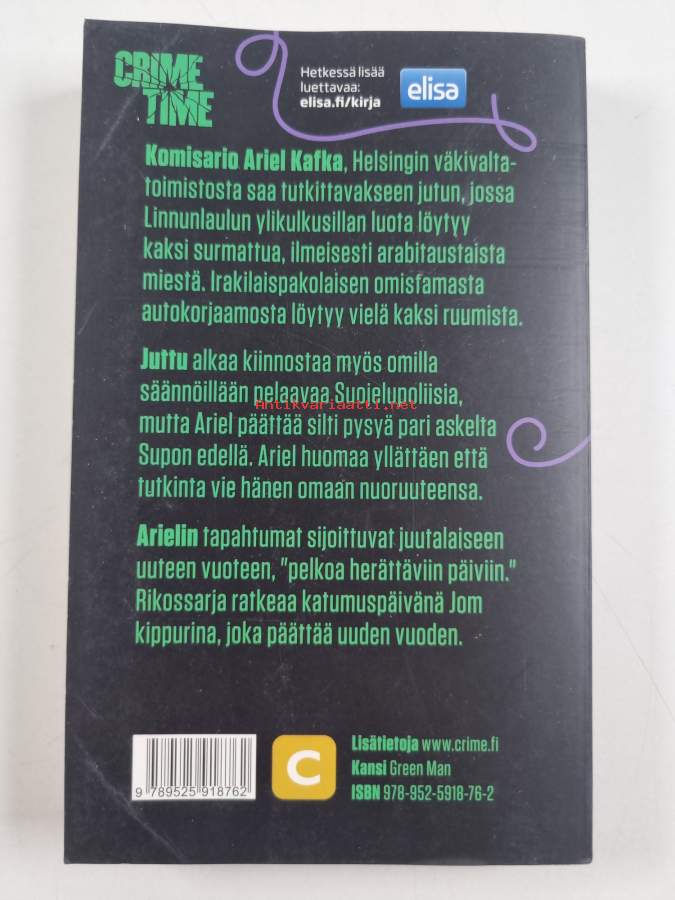 CRIME
TIME
Hetkessä lisää
luettavaa:
elisa.fi/kirja
elisa
Komisario Ariel Kafka, Helsingin väkivalta-
toimistosta saa tutkittavakseen jutun, jossa
Linnunlaulun ylikulkusillan luota löytyy
kaksi surmattua, ilmeisesti arabitaustaista
miestä. Irakilaispakolaisen omisfamasta
autokorjaamosta löytyy vielä kaksi ruumista.
Juttu alkaa kiinnostaa myös omilla
säännöillään pelaavaa Suojelupoliisia,
Antikvariaatti.net
mutta Ariel päättää silti pysyä pari askelta
Supon edellä. Ariel huomaa yllättäen että
tutkinta vie hänen omaan nuoruuteensa.
Arielin tapahtumat sijoittuvat juutalaiseen
uuteen vuoteen, "pelkoa herättäviin päiviin."
Rikossarja ratkeaa katumuspäivänä Jom
kippurina, joka päättää uuden vuoden.
9 789525 918762
C
Lisätietoja www.crime.fi
Kansi Green Man
ISBN 978-952-5918-76-2